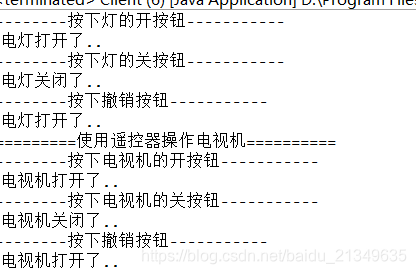 <terminated> Client (6) [Java Application] D:\Program Files
--------按下灯的开按钮-----------
电灯打开了..
--------按下灯的关按钮-----------
电灯关闭了..
--------按下撤销按钮-----------
电灯打开了..
=========使用遥控器操作电视机==========
--------按下电视机的开按钮-----------
电视机打开了..
--------按下电视机的关按钮-----------
电视机关闭了..
--------按下撤销按钮-----------
电视机打开了..
https://blog.csdn.net/baidu_21349635